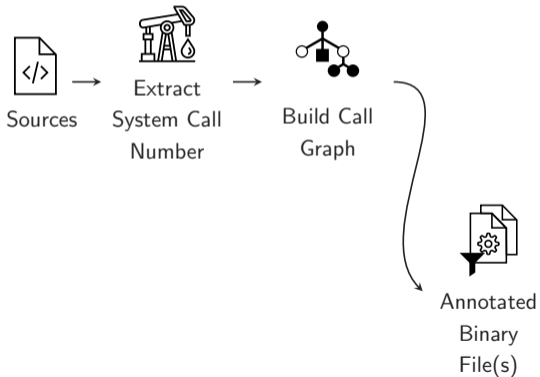 </>
Sources
Extract
System Call
Number
Build Call
Graph
Annotated
Binary
File(s)